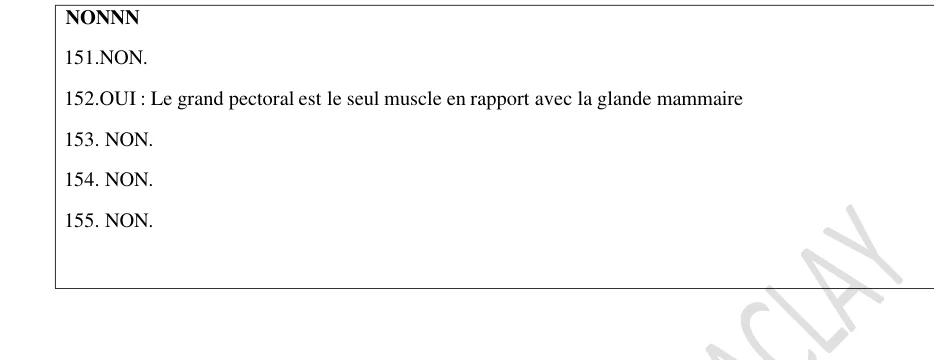 NONNN
151.NON.
152.OUI : Le grand pectoral est le seul muscle en rapport avec la glande mammaire
153. NON.
154. NON.
155. NON.
ACLAY